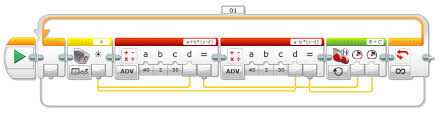 01
4
a+b*(c-d)
a-b*(c-d)
B + C
a b c d =
a b c d =
ADV 40 2 30
ADV 40 2 30